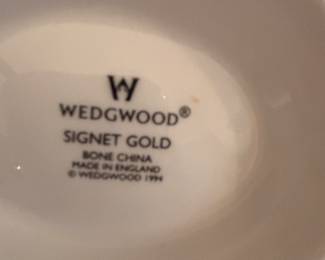 W
WEDGWOOD®
SIGNET GOLD
BONE CHINA
MADE IN ENGLAND
© WEDGWOOD 1994